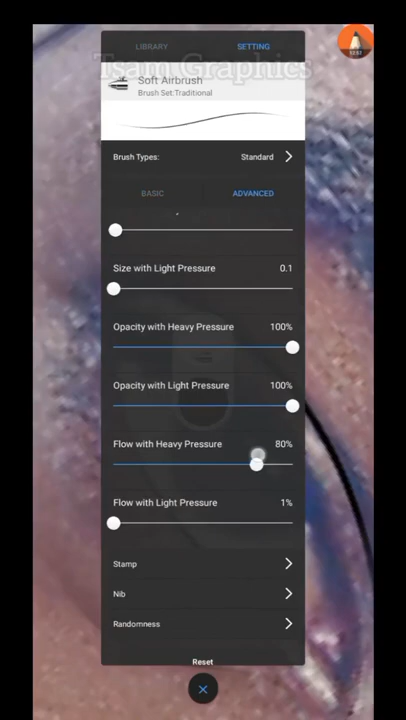 LIBRARY
SETTING
Tsam Graphics
Soft Airbrush
Brush Set:Traditional
Brush Types:
Standard
BASIC
ADVANCED
Size with Light Pressure
0.1
Opacity with Heavy Pressure
100%
Opacity with Light Pressure
100%
Flow with Heavy Pressure
80%
Flow with Light Pressure
1%
Stamp
Nib
Randomness
Reset